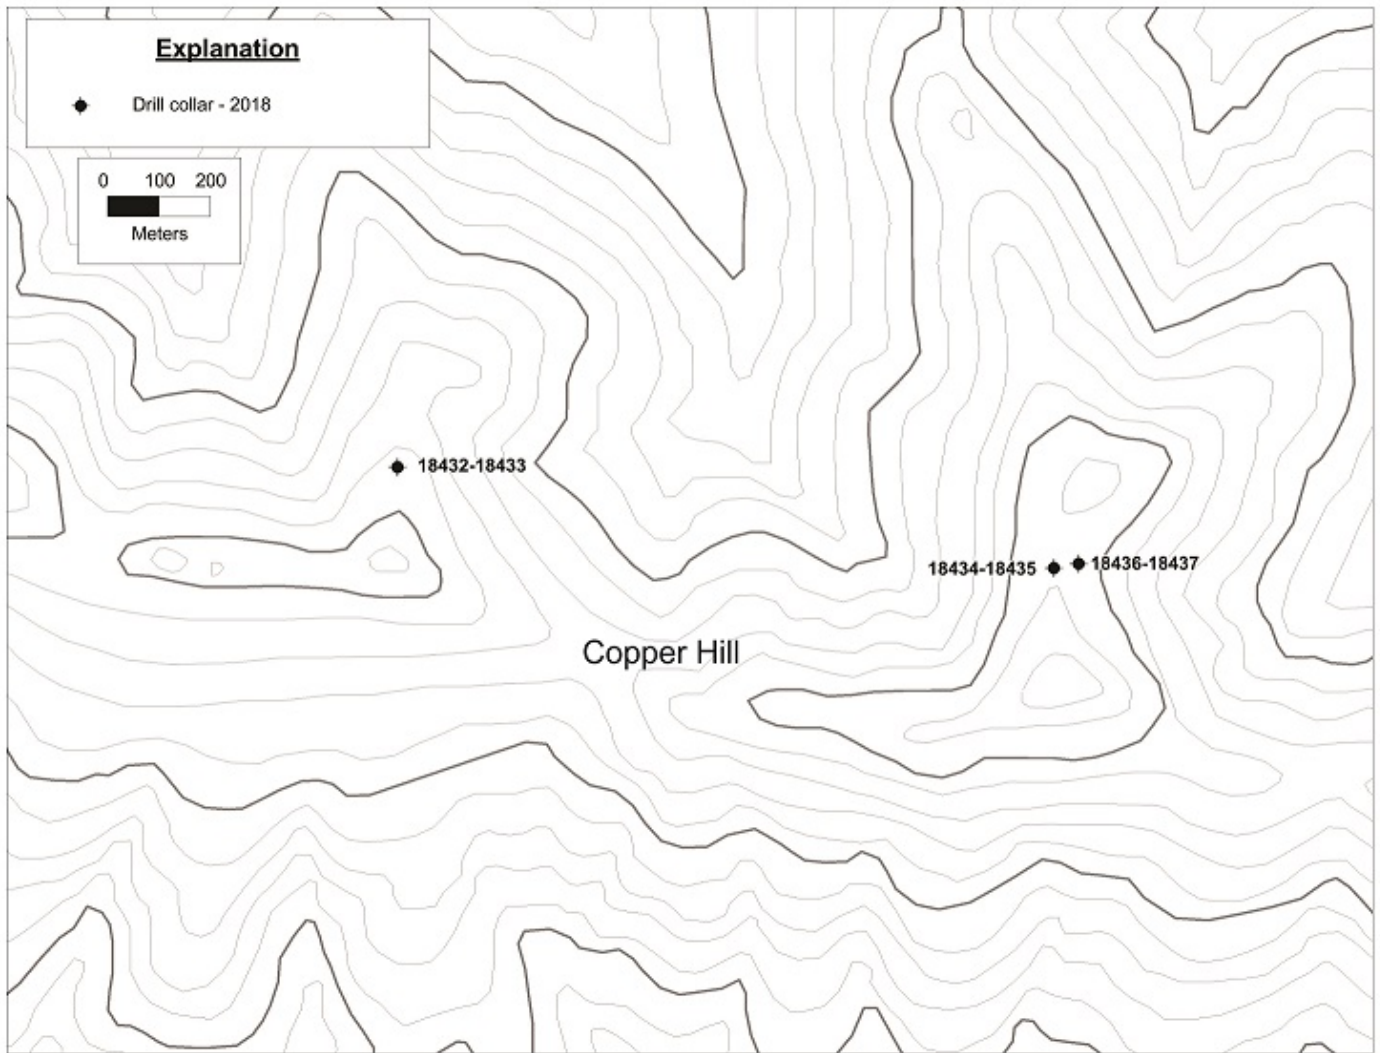 Explanation
Drill collar - 2018
0 100 200
Meters
18432-18433
18434-18435
18436-18437
Copper Hill